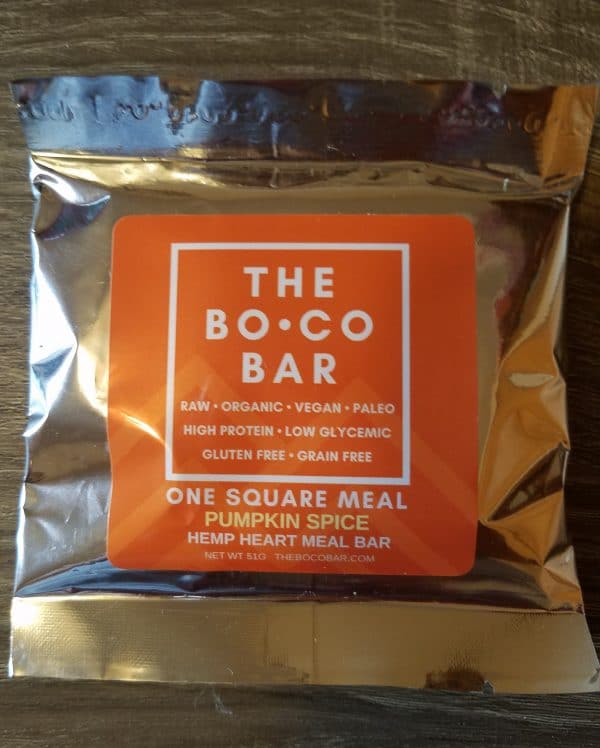 THE
BO•CO
BAR
RAW • ORGANIC • VEGAN • PALEO
HIGH PROTEIN • LOW GLYCEMIC
GLUTEN FREE • GRAIN FREE
ONE SQUARE MEAL
PUMPKIN SPICE
HEMP HEART MEAL BAR
NET WT 51G THEBOCOBAR.COM